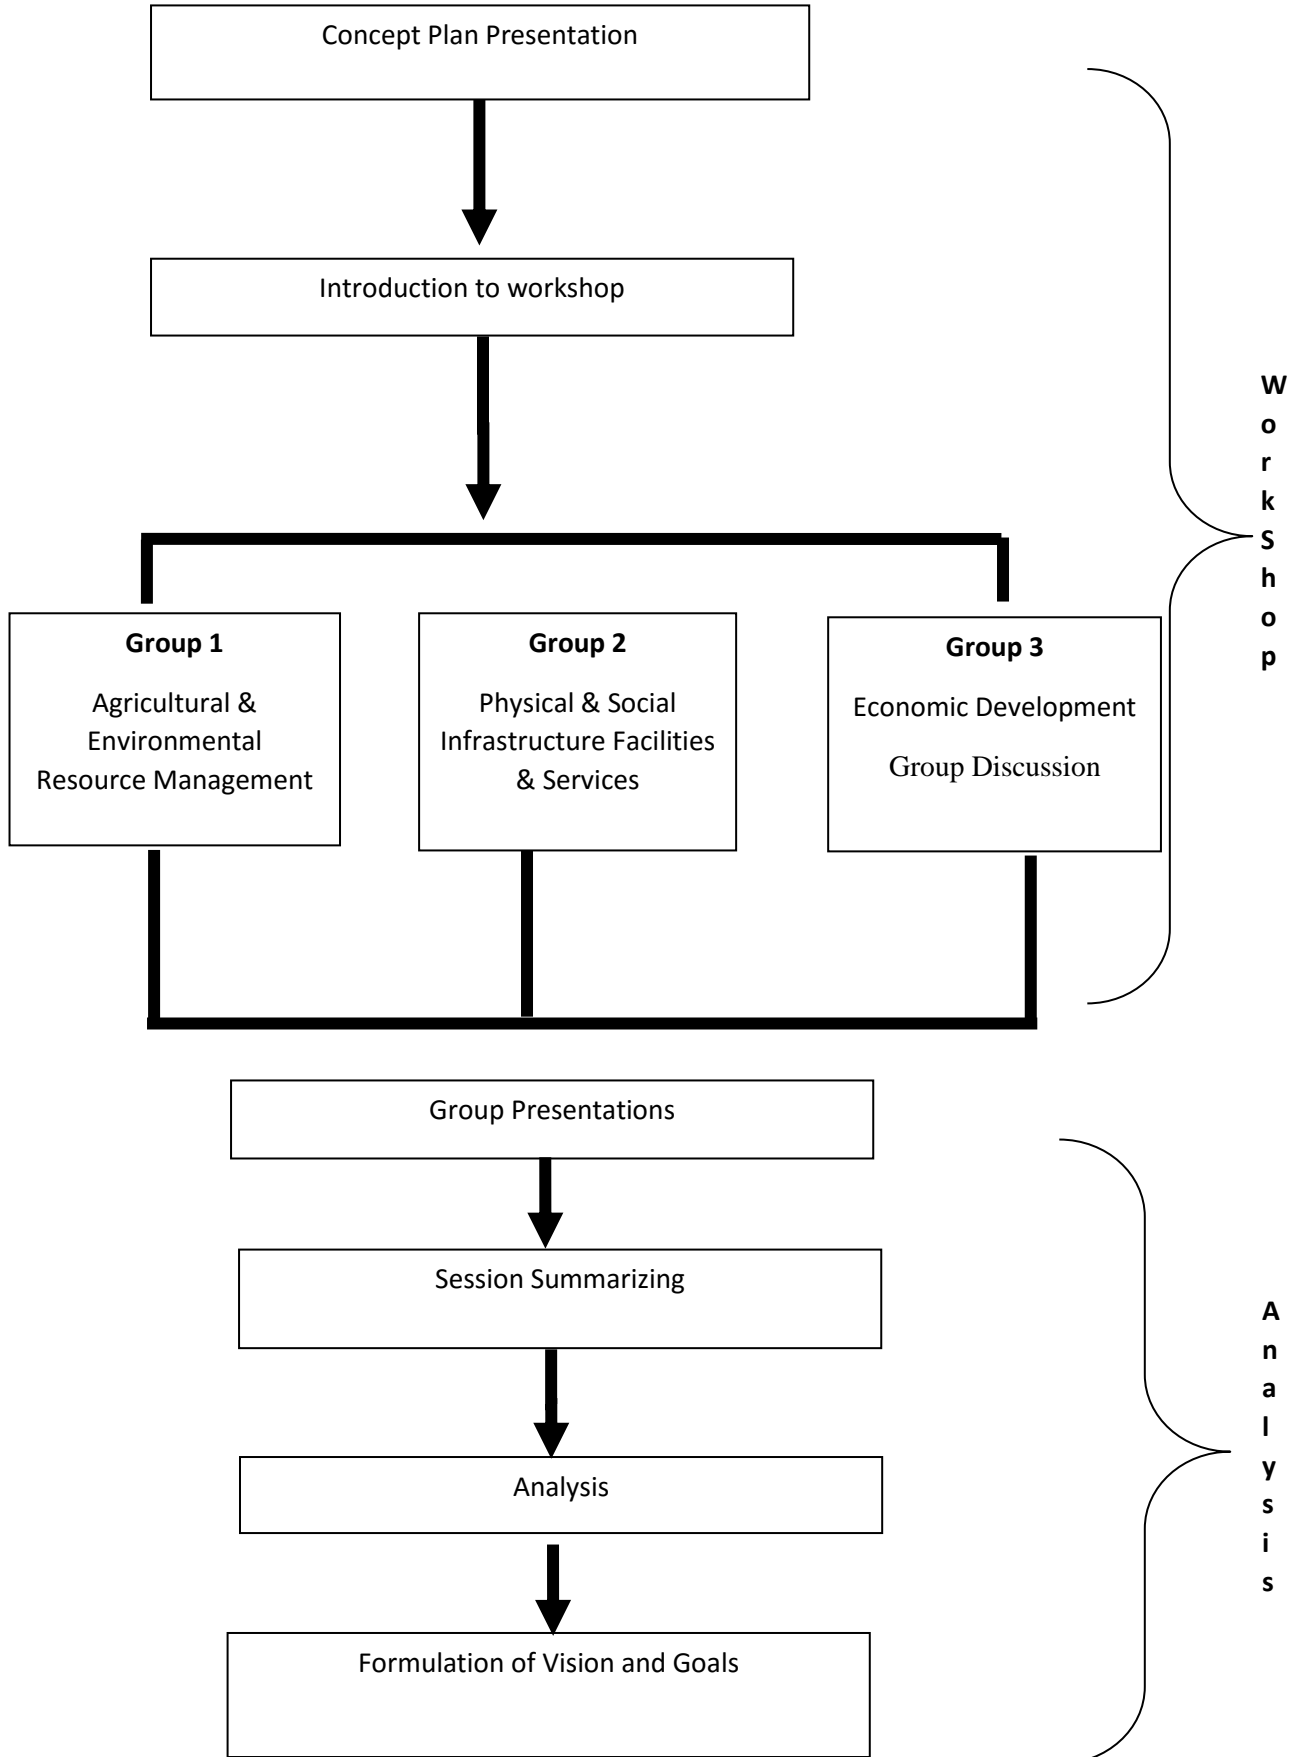 Concept Plan Presentation
Introduction to workshop
Group 1
Agricultural &
Environmental
Resource Management
Group 2
Physical & Social
Infrastructure Facilities
& Services
Group 3
Economic Development
Group Discussion
W
o
r
k
S
h
o
p
Group Presentations
Session Summarizing
Analysis
Formulation of Vision and Goals
A
n
a
l
y
s
i
s